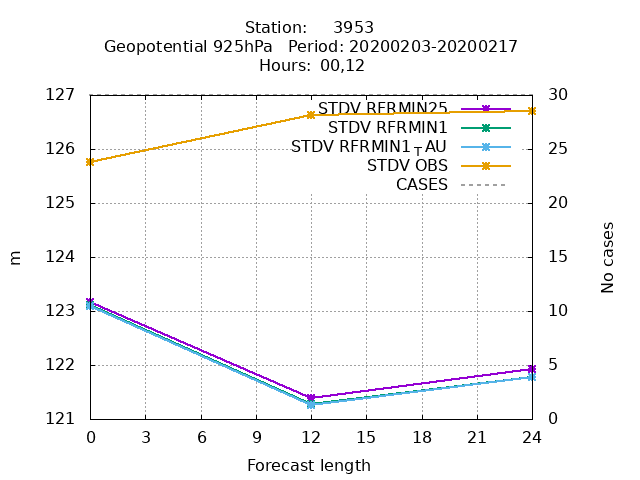 Station: 3953
Geopotential 925hPa Period: 20200203-20200217
Hours: 00,12
127 30
STDV RFRMIN25
STDV RFRMIN1
126 STDV RFRMIN1TAU 25
STDV OBS
CASES
125 20
124 15
m
No cases
123 10
122 5
121 0
0 3 6 9 12 15 18 21 24
Forecast length